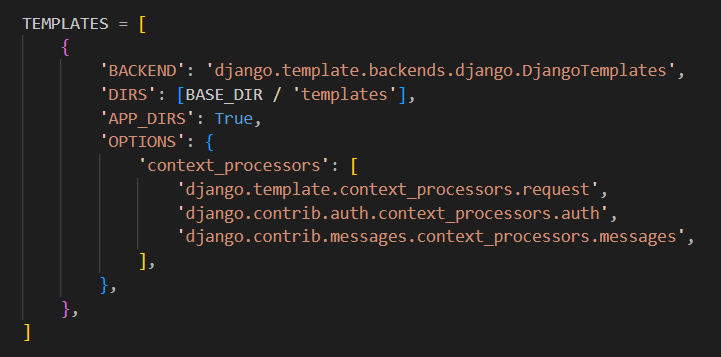 TEMPLATES = [
    {
        'BACKEND': 'django.template.backends.django.DjangoTemplates',
        'DIRS': [BASE_DIR / 'templates'],
        'APP_DIRS': True,
        'OPTIONS': {
            'context_processors': [
                'django.template.context_processors.request',
                'django.contrib.auth.context_processors.auth',
                'django.contrib.messages.context_processors.messages',
            ],
        },
    },
]